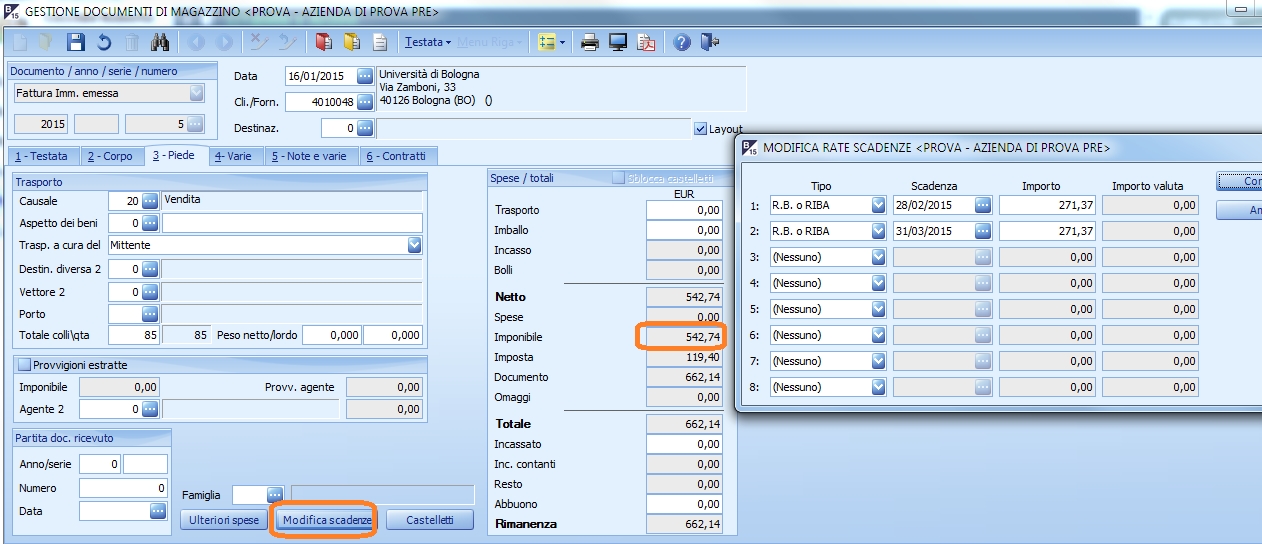 GESTIONE DOCUMENTI DI MAGAZZINO <PROVA - AZIENDA DI PROVA PRE>
Testata Menu Riga
Documento / anno / serie / numero
Fattura Imm. emessa
2015 5
Data 16/01/2015
Cli./Forn. 4010048
Università di Bologna
Via Zamboni, 33
40126 Bologna (BO) ()
Destinaz. 0
Layout
1 - Testata 2 - Corpo 3 - Piede 4- Varie 5 - Note e varie 6 - Contratti
Trasporto
Causale 20 Vendita
Aspetto dei beni 0
Trasp. a cura del Mittente
Destin. diversa 2 0
Vettore 2 0
Porto
Totale colli\qta 85 85 Peso netto/lordo 0,000 0,000
Provvigioni estratte
Imponibile 0,00 Provv. agente 0,00
Agente 2 0 0,00
Partita doc. ricevuto
Anno/serie 0
Numero 0
Data
Famiglia
Ulteriori spese Modifica scadenze Castelletti
Spese / totali Sblocca castelletti
EUR
Trasporto 0,00
Imballo 0,00
Incasso 0,00
Bolli 0,00
Netto 542,74
Spese 0,00
Imponibile 542,74
Imposta 119,40
Documento 662,14
Omaggi 0,00
Totale 662,14
Incassato 0,00
Inc. contanti 0,00
Resto 0,00
Abbuono 0,00
Rimanenza 662,14
MODIFICA RATE SCADENZE <PROVA - AZIENDA DI PROVA PRE>
Tipo Scadenza Importo Importo valuta
1: R.B. o RIBA 28/02/2015 271,37 0,00
2: R.B. o RIBA 31/03/2015 271,37 0,00
3: (Nessuno) 0,00 0,00
4: (Nessuno) 0,00 0,00
5: (Nessuno) 0,00 0,00
6: (Nessuno) 0,00 0,00
7: (Nessuno) 0,00 0,00
8: (Nessuno) 0,00 0,00
Con
An